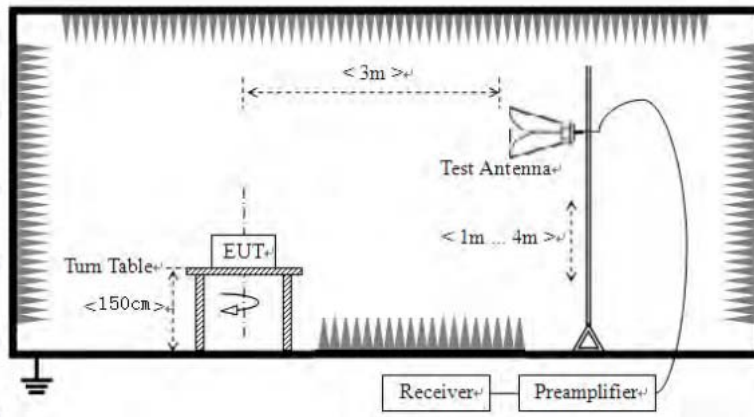 < 3m >
Test Antenna
< 1m ... 4m >
EUT
Turn Table
<150cm>
Receiver
Preamplifier